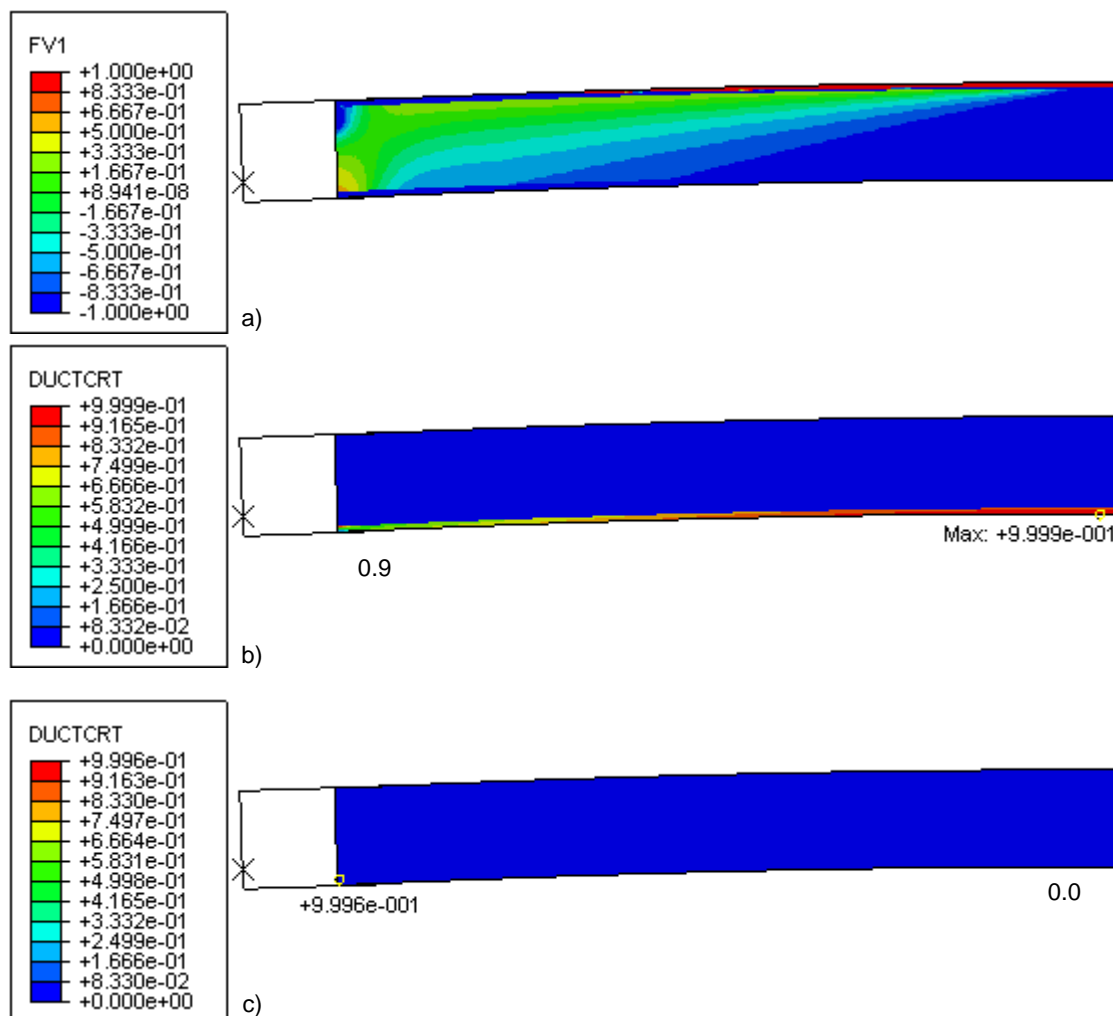 FV1
+1.000e+00
+8.333e-01
+6.667e-01
+5.000e-01
+3.333e-01
+1.667e-01
+8.941e-08
-1.667e-01
-3.333e-01
-5.000e-01
-6.667e-01
-8.333e-01
-1.000e+00
a)
DUCTCRT
+9.999e-01
+9.165e-01
+8.332e-01
+7.499e-01
+6.666e-01
+5.832e-01
+4.999e-01
+4.166e-01
+3.333e-01
+2.500e-01
+1.666e-01
+8.332e-02
+0.000e+00
Max: +9.999e-001
0.9
b)
DUCTCRT
+9.996e-01
+9.163e-01
+8.330e-01
+7.497e-01
+6.664e-01
+5.831e-01
+4.998e-01
+4.165e-01
+3.332e-01
+2.499e-01
+1.666e-01
+8.330e-02
+0.000e+00
+9.996e-001
0.0
c)